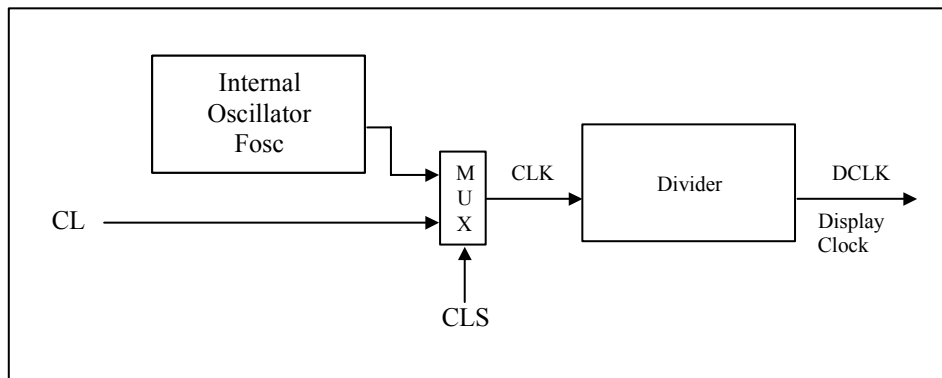 Internal
Oscillator
Fosc
M
U
X
CLK
Divider
DCLK
CL
Display
Clock
CLS